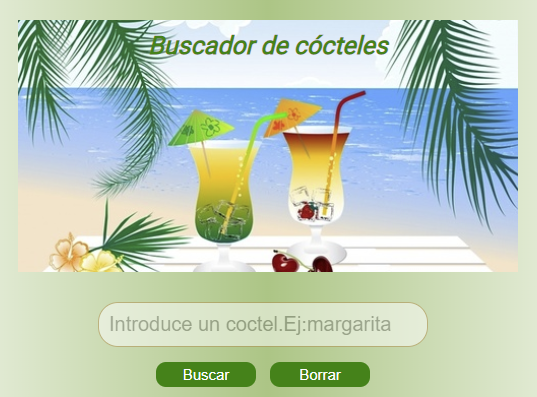 Buscador de cócteles
Introduce un coctel.Ej:margarita
Buscar
Borrar